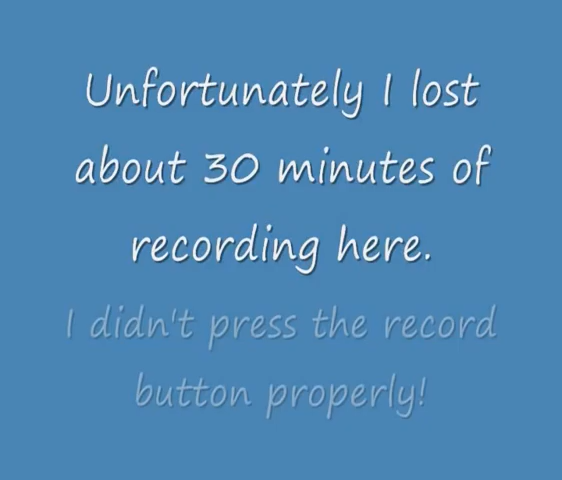 Unfortunately I lost
about 30 minutes of
recording here.
I didn't press the record
button properly!